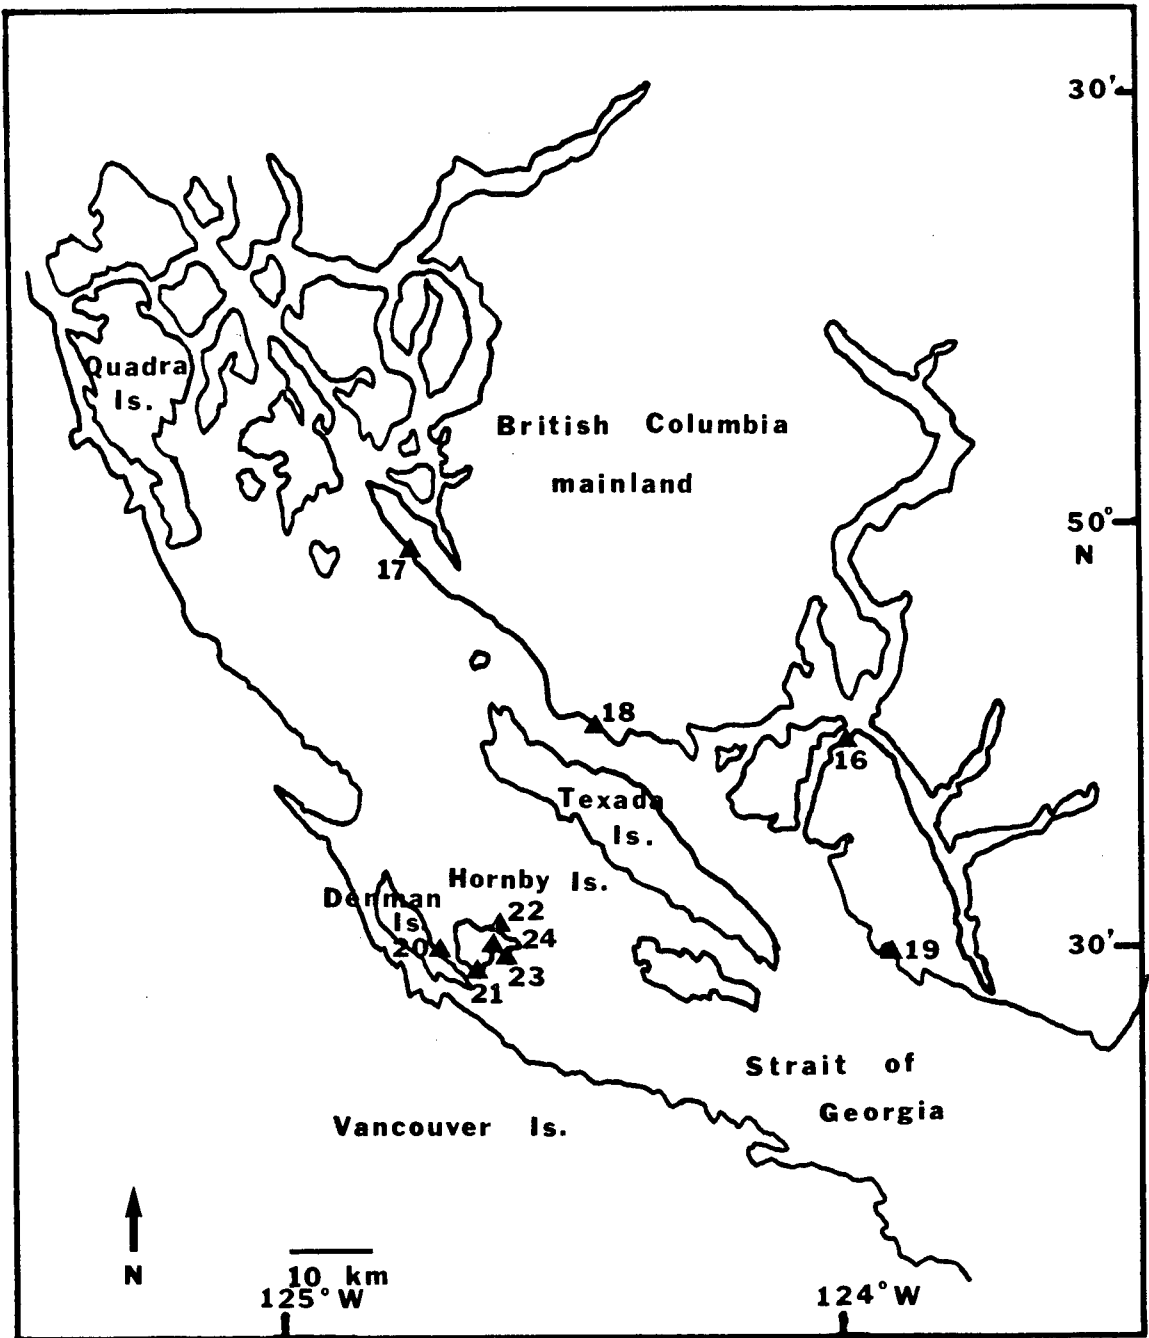 30'
Quadra
Is.
British Columbia
mainland
50°
N
17
18
16
Texada
Is.
Hornby Is.
Denman
Is.
22
20
24
30'
19
23
21
Strait of
Georgia
Vancouver Is.
N
10 km
125°W
124°W